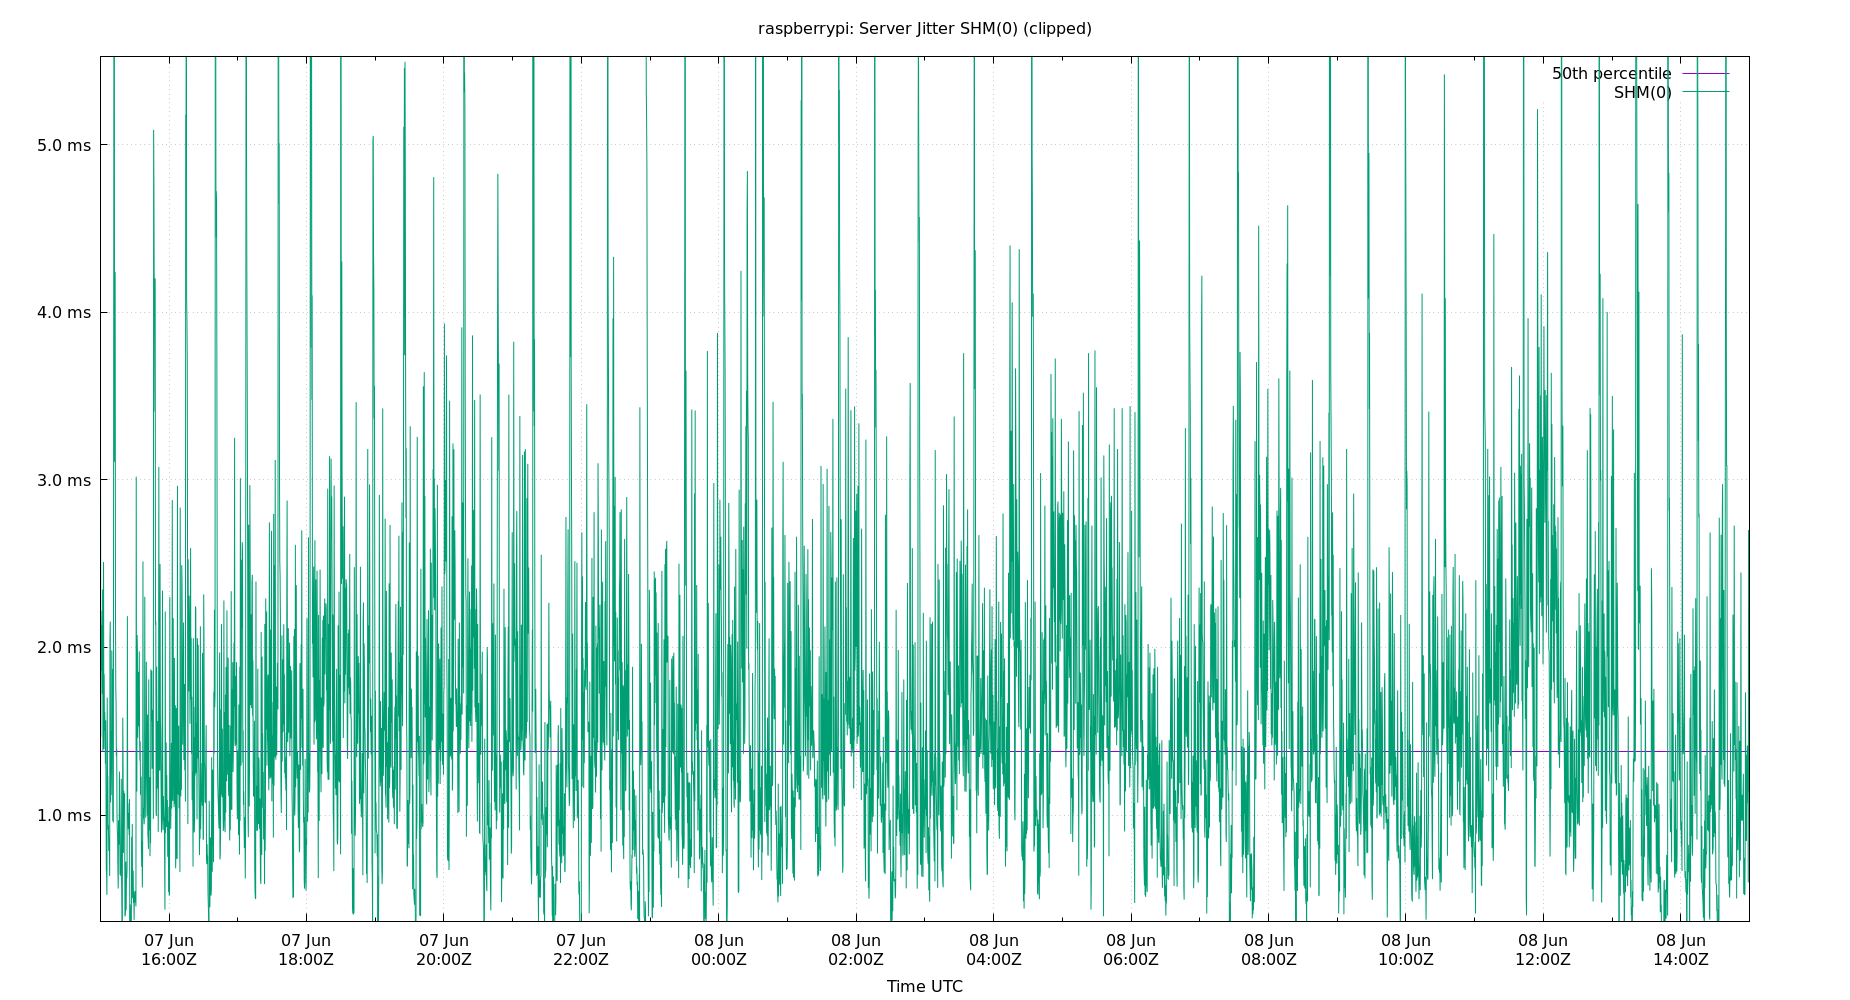 raspberrypi: Server Jitter SHM(0) (clipped)
50th percentile
SHM(0)
5.0 ms
4.0 ms
3.0 ms
2.0 ms
1.0 ms
07 Jun 07 Jun 07 Jun 07 Jun 08 Jun 08 Jun 08 Jun 08 Jun 08 Jun 08 Jun 08 Jun 08 Jun
16:00Z 18:00Z 20:00Z 22:00Z 00:00Z 02:00Z 04:00Z 06:00Z 08:00Z 10:00Z 12:00Z 14:00Z
Time UTC